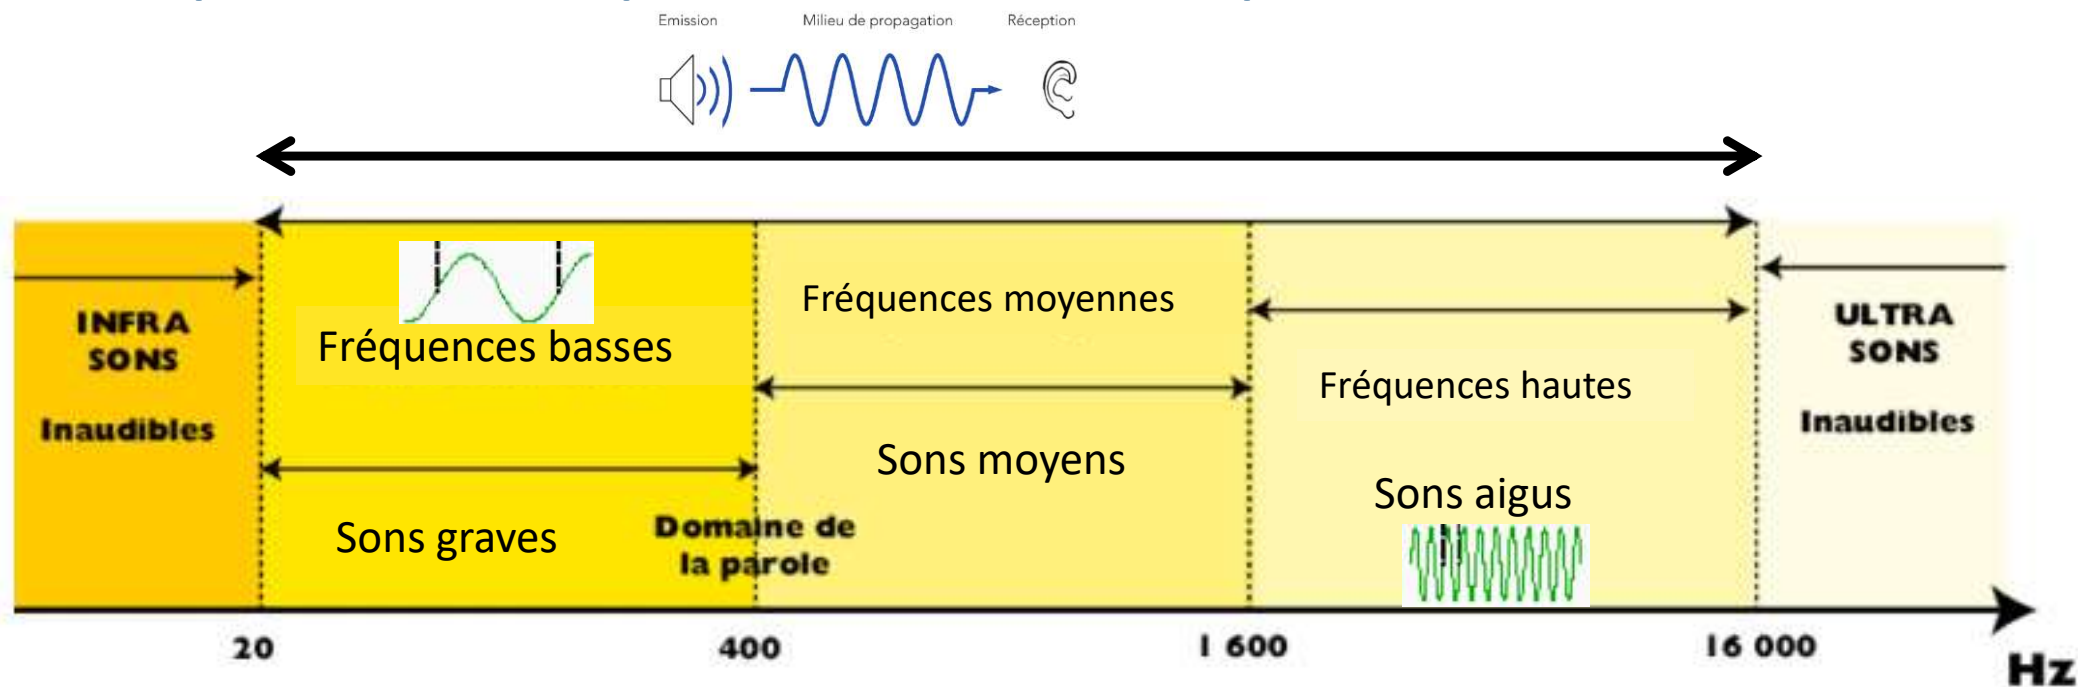 Emission
Milieu de propagation
Réception
INFRA
SONS
Inaudibles
Fréquences basses
Sons graves
Domaine de
la parole
Fréquences moyennes
Sons moyens
Fréquences hautes
Sons aigus
ULTRA
SONS
Inaudibles
20
400
1 600
16 000
Hz